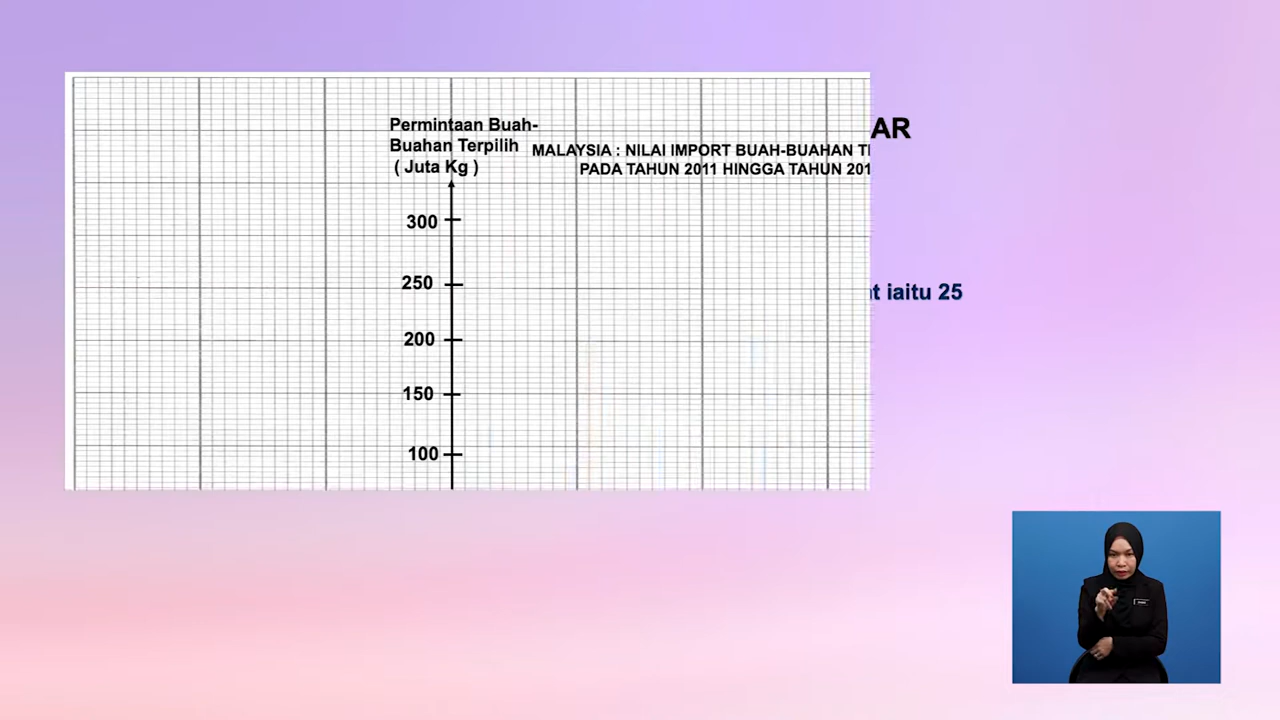 Permintaan Buah-
Buahan Terpilih
( Juta Kg )
MALAYSIA : NILAI IMPORT BUAH-BUAHAN
PADA TAHUN 2011 HINGGA TAHUN 201
AR
300
250
iaitu 25
200
150
100